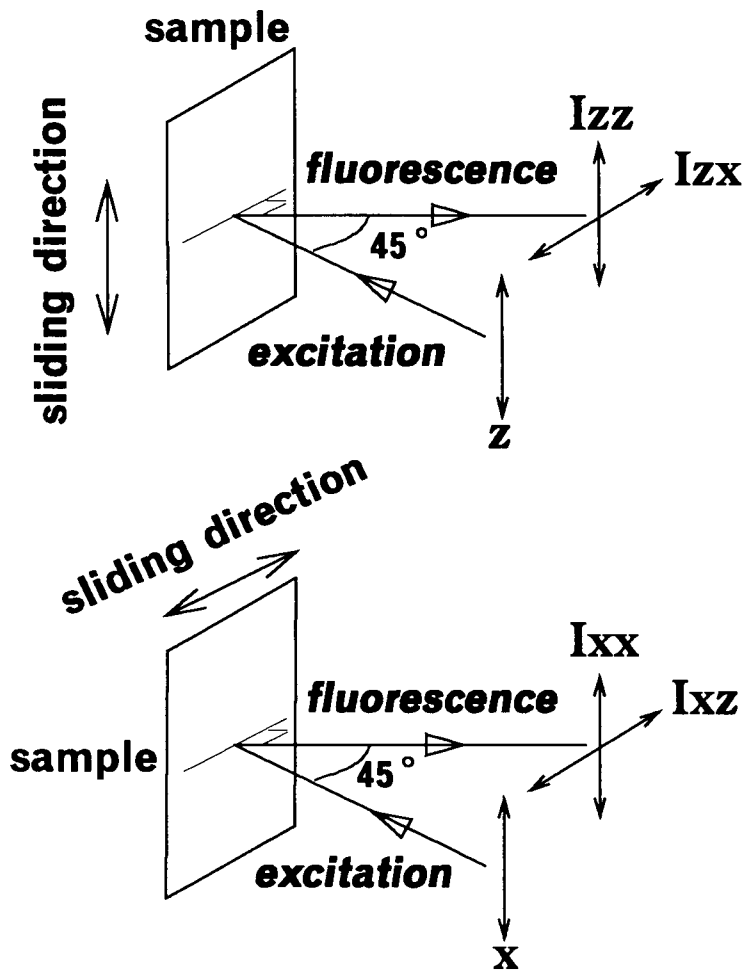 sample
sliding direction
Izz
Izx
fluorescence
45°
excitation
z
sliding direction
sample
Ixx
Ixz
fluorescence
45°
excitation
x